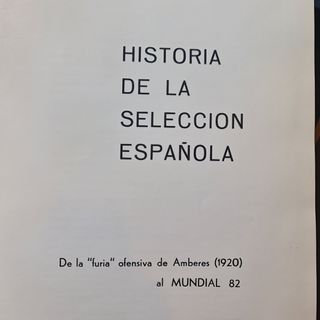 HISTORIA
DE LA
SELECCION
ESPAÑOLA
De la "furia" ofensiva de Amberes (1920)
al MUNDIAL 82